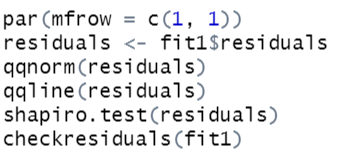 par(mfrow = c(1, 1))
residuals <- fit1$residuals
qqnorm(residuals)
qqline(residuals)
shapiro.test(residuals)
checkresiduals(fit1)